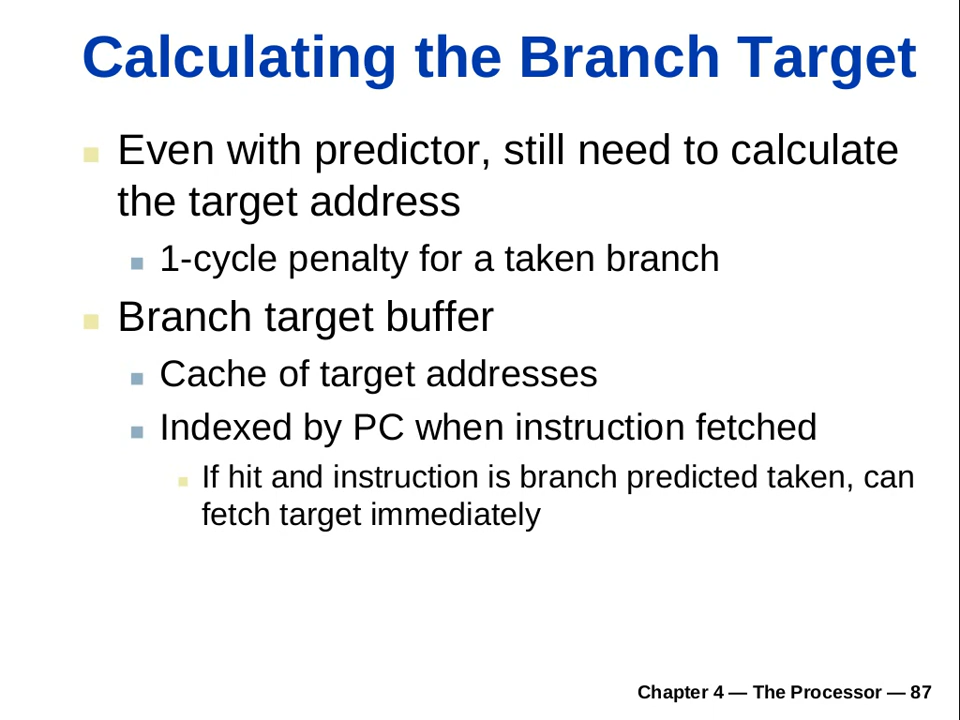 Calculating the Branch Target
Even with predictor, still need to calculate
the target address
1-cycle penalty for a taken branch
Branch target buffer
Cache of target addresses
Indexed by PC when instruction fetched
If hit and instruction is branch predicted taken, can
fetch target immediately
Chapter 4 — The Processor — 87